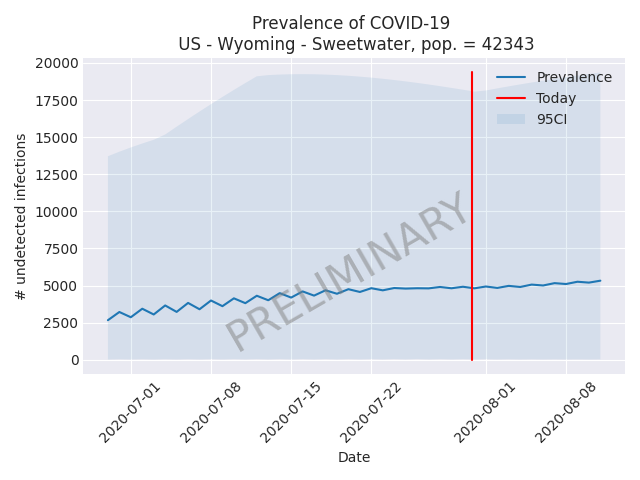 Prevalence of COVID-19
US - Wyoming - Sweetwater, pop. = 42343
20000
17500
15000
12500
10000
7500
5000
2500
0
# undetected infections
Prevalence
Today
95CI
PRELIMINARY
2020-07-01
2020-07-08
2020-07-15
2020-07-22
2020-08-01
2020-08-08
Date